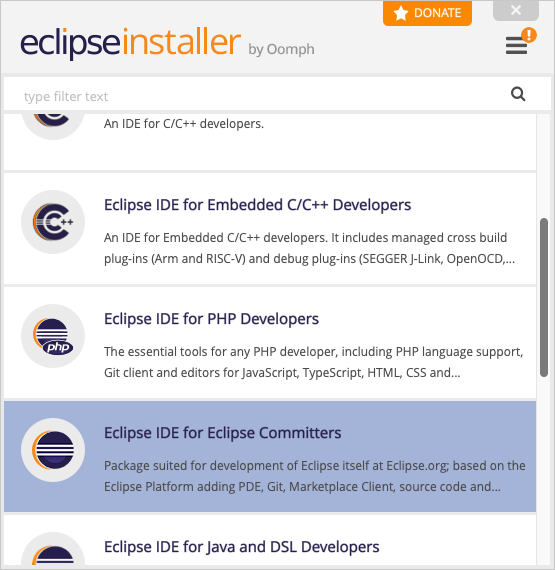 DONATE
eclipseinstaller by Oomph
!
type filter text
An IDE for C/C++ developers.
Eclipse IDE for Embedded C/C++ Developers
C++
An IDE for Embedded C/C++ developers. It includes managed cross build
plug-ins (Arm and RISC-V) and debug plug-ins (SEGGER J-Link, OpenOCD,...
Eclipse IDE for PHP Developers
php
The essential tools for any PHP developer, including PHP language support,
Git client and editors for JavaScript, TypeScript, HTML, CSS and...
Eclipse IDE for Eclipse Committers
Package suited for development of Eclipse itself at Eclipse.org; based on the
Eclipse Platform adding PDE, Git, Marketplace Client, source code and...
Eclipse IDE for Java and DSL Developers